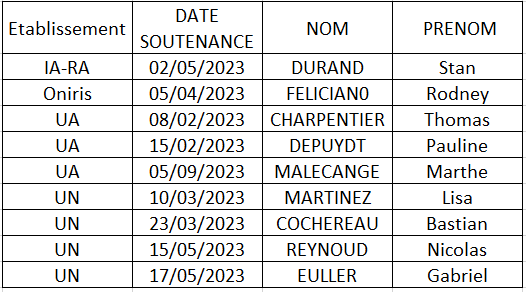 Etablissement DATE SOUTENANCE NOM PRENOM
IA-RA 02/05/2023 DURAND Stan
Oniris 05/04/2023 FELICIAN0 Rodney
UA 08/02/2023 CHARPENTIER Thomas
UA 15/02/2023 DEPUYDT Pauline
UA 05/09/2023 MALECANGE Marthe
UN 10/03/2023 MARTINEZ Lisa
UN 23/03/2023 COCHEREAU Bastian
UN 15/05/2023 REYNOUD Nicolas
UN 17/05/2023 EULLER Gabriel